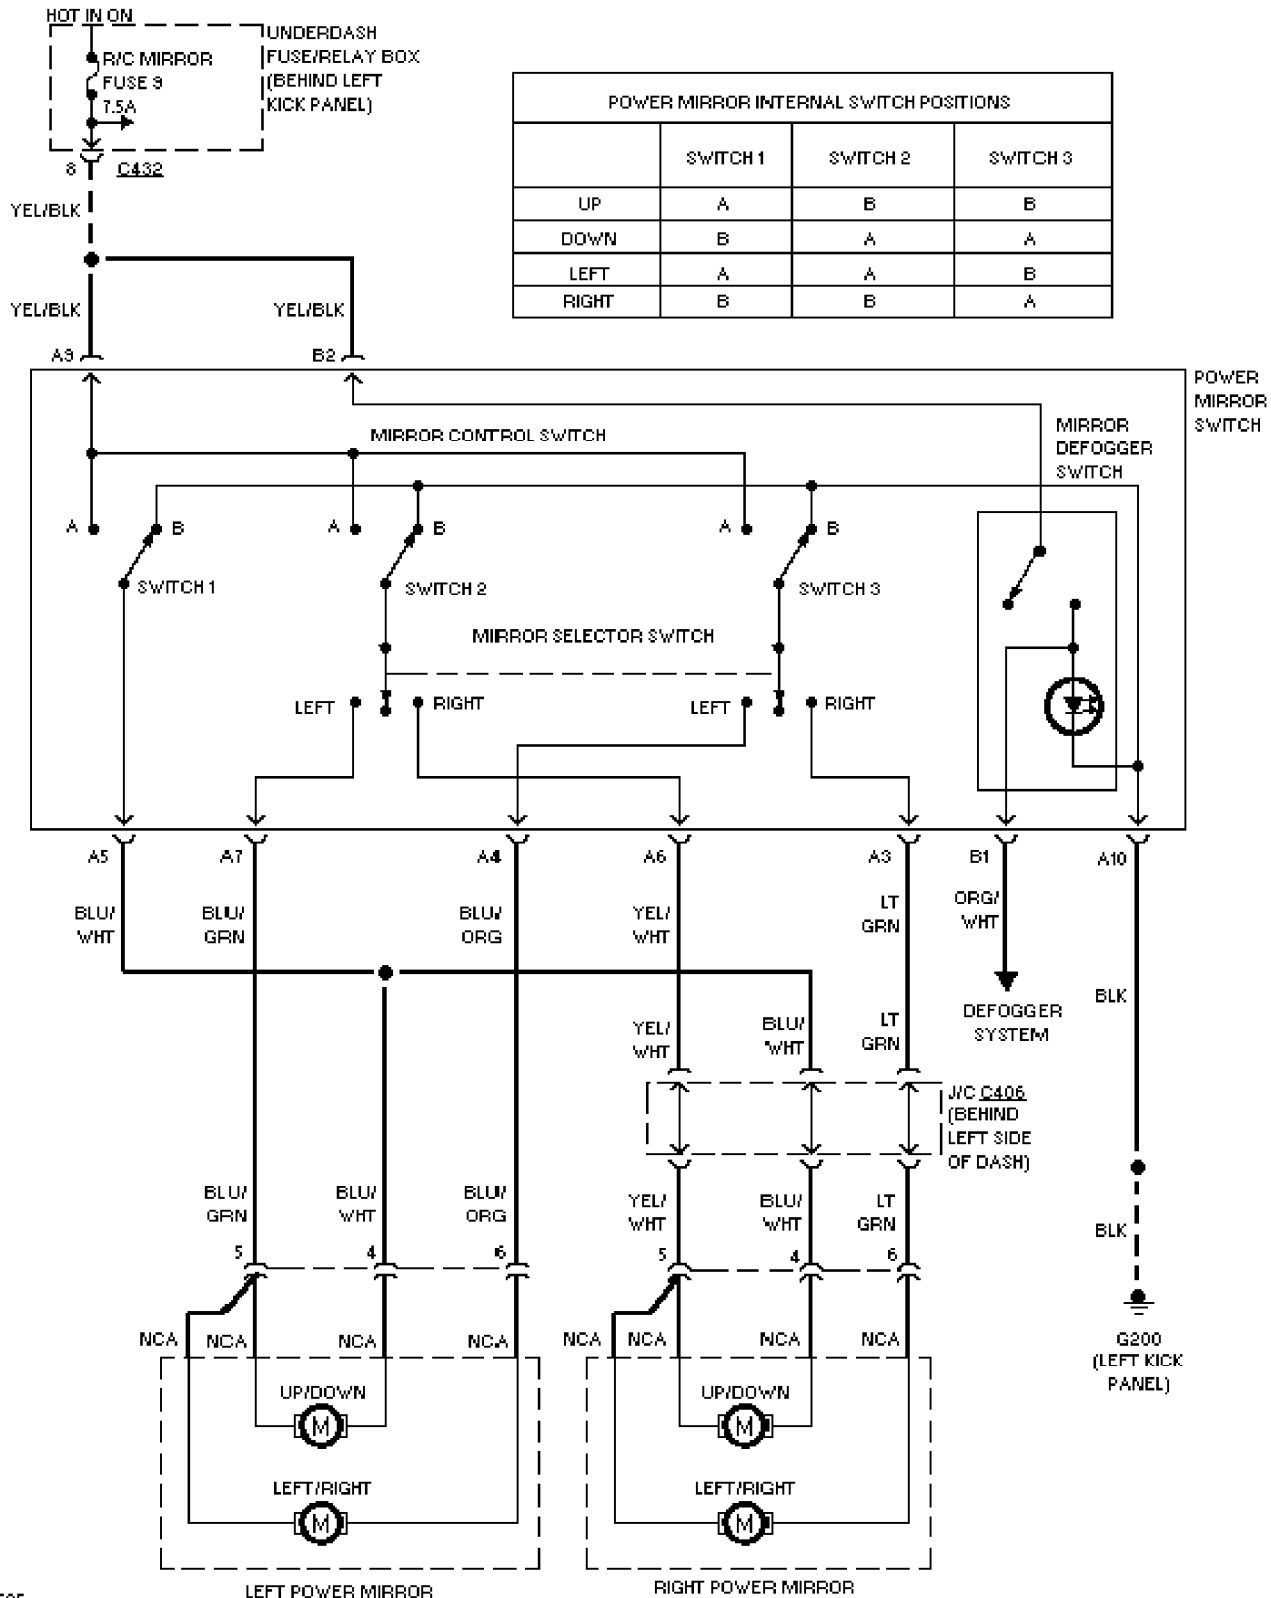 HOT IN ON
R/C MIRROR
FUSE 9
7.5A
UNDERDASH
FUSE/RELAY BOX
(BEHIND LEFT
KICK PANEL)
8 C432
YEL/BLK
YEL/BLK
YEL/BLK
A9
B2
POWER MIRROR INTERNAL SWITCH POSITIONS
SWITCH 1 SWITCH 2 SWITCH 3
UP A B B
DOWN B A A
LEFT A A B
RIGHT B B A
POWER
MIRROR
SWITCH
MIRROR CONTROL SWITCH
MIRROR
DEFOGGER
SWITCH
A B A B A B
SWITCH 1 SWITCH 2 SWITCH 3
MIRROR SELECTOR SWITCH
LEFT RIGHT LEFT RIGHT
A5 A7 A4 A6 A3 B1 A10
BLU/
WHT
BLU/
GRN
BLU/
ORG
YEL/
WHT
LT
GRN
ORG/
WHT
BLK
DEFOGGER
SYSTEM
YEL/
WHT
BLU/
WHT
LT
GRN
J/C C406
(BEHIND
LEFT SIDE
OF DASH)
BLU/
GRN
BLU/
WHT
BLU/
ORG
YEL/
WHT
BLU/
WHT
LT
GRN
BLK
5 4 6 5 4 6
NCA NCA NCA NCA NCA NCA NCA NCA
G200
(LEFT KICK
PANEL)
UP/DOWN
M
LEFT/RIGHT
M
UP/DOWN
M
LEFT/RIGHT
M
LEFT POWER MIRROR
RIGHT POWER MIRROR